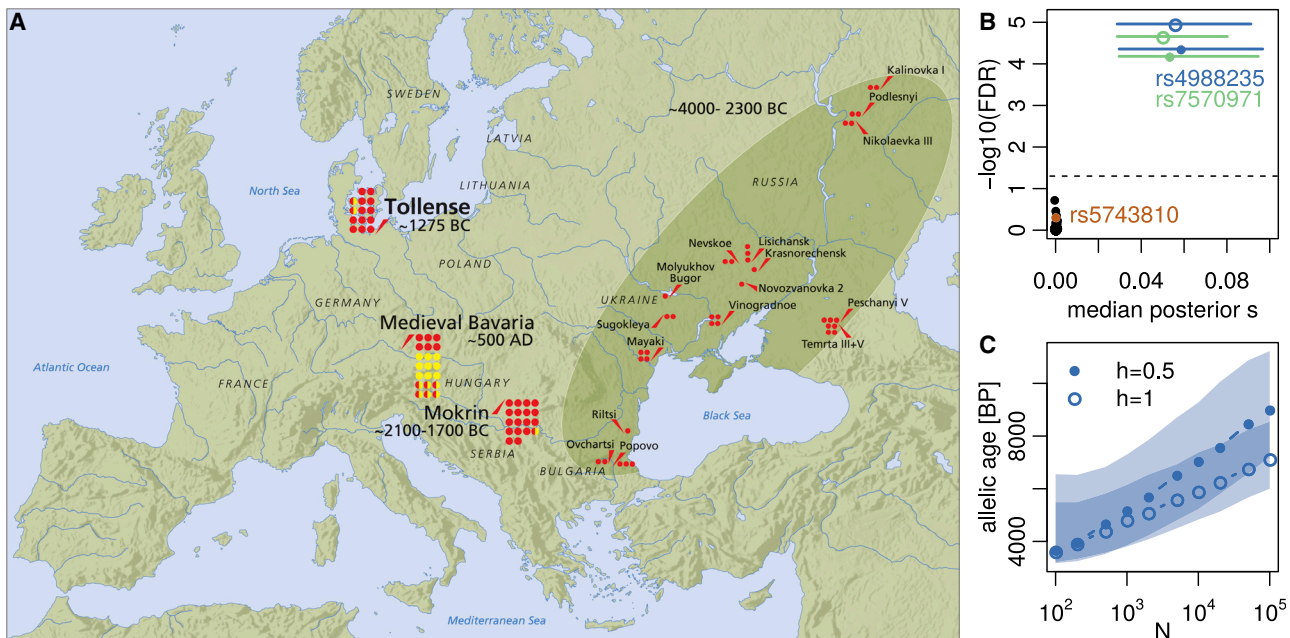 A
SWEDEN
LATVIA
LITHUANIA
North Sea
Tollense
~1275 BC
POLAND
GERMANY
Medieval Bavaria
~500 AD
Atlantic Ocean
FRANCE
HUNGARY
Mokrin
~2100-1700 BC
SERBIA
BULGARIA
Mediterranean Sea
Black Sea
~4000- 2300 BC
RUSSIA
UKRAINE
Kalinovka I
Podlesnyi
Nikolaevka III
Nevskoe
Lisichansk
Krasnorechensk
Molyukhov
Bugor
Novozvanovka 2
Vinogradnoe
Peschanyi V
Sugokleya
Temrta III+V
Mayaki
Riltsi
Ovchartsi
Popovo
B
−log10(FDR)
5
4
3
2
1
0
rs4988235
rs7570971
rs5743810
0.00
0.04
0.08
median posterior s
C
h=0.5
h=1
allelic age [BP]
8000
4000
10²
10³
10⁴
10⁵
N